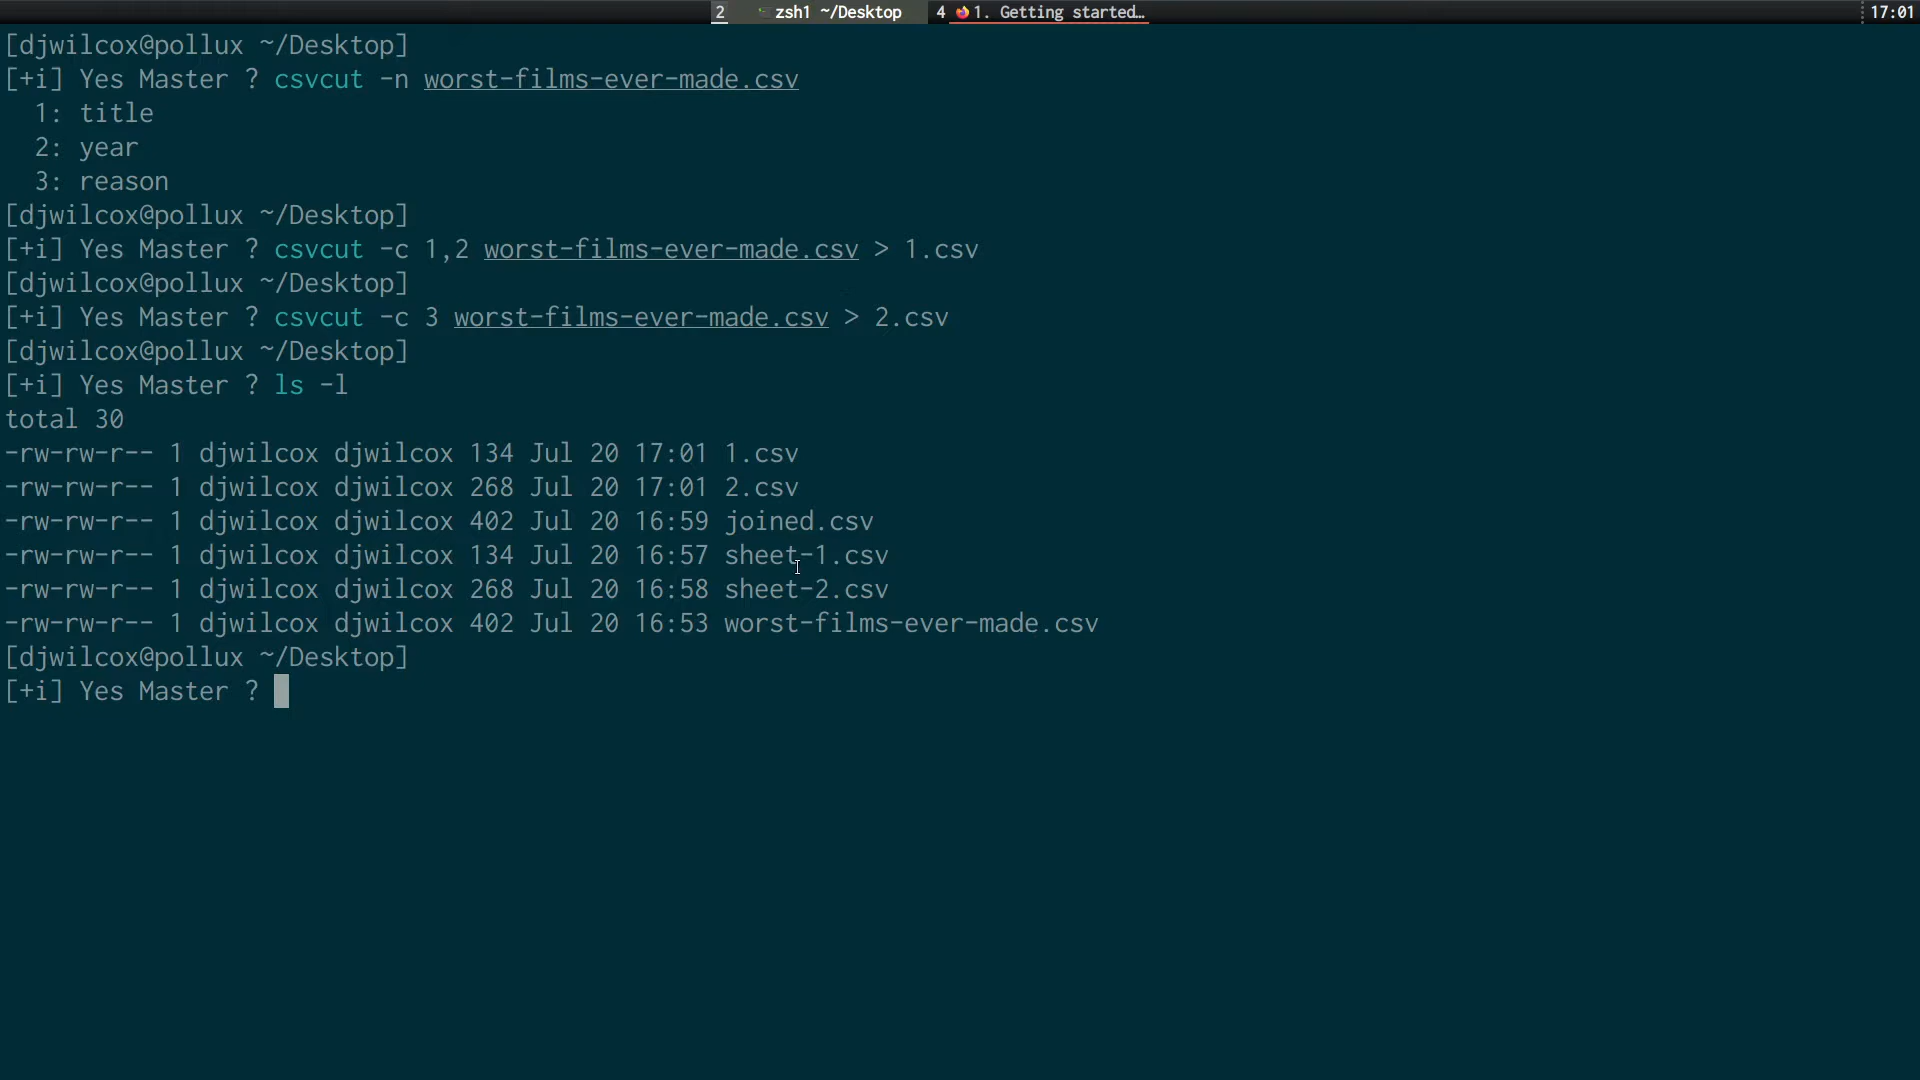 2 zsh1 ~/Desktop 4 1. Getting started… 17:01
[djwilcox@pollux ~/Desktop]
[+i] Yes Master ? csvcut -n worst-films-ever-made.csv
1: title
2: year
3: reason
[djwilcox@pollux ~/Desktop]
[+i] Yes Master ? csvcut -c 1,2 worst-films-ever-made.csv > 1.csv
[djwilcox@pollux ~/Desktop]
[+i] Yes Master ? csvcut -c 3 worst-films-ever-made.csv > 2.csv
[djwilcox@pollux ~/Desktop]
[+i] Yes Master ? ls -l
total 30
-rw-rw-r-- 1 djwilcox djwilcox 134 Jul 20 17:01 1.csv
-rw-rw-r-- 1 djwilcox djwilcox 268 Jul 20 17:01 2.csv
-rw-rw-r-- 1 djwilcox djwilcox 402 Jul 20 16:59 joined.csv
-rw-rw-r-- 1 djwilcox djwilcox 134 Jul 20 16:57 sheet-1.csv
-rw-rw-r-- 1 djwilcox djwilcox 268 Jul 20 16:58 sheet-2.csv
-rw-rw-r-- 1 djwilcox djwilcox 402 Jul 20 16:53 worst-films-ever-made.csv
[djwilcox@pollux ~/Desktop]
[+i] Yes Master ?